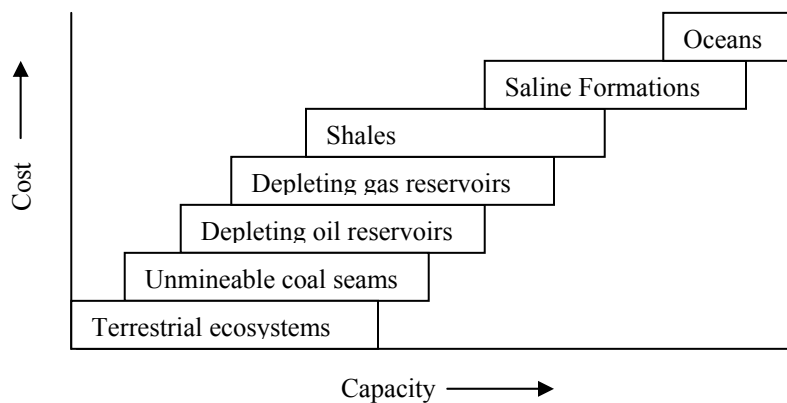 Oceans
Saline Formations
Shales
Depleting gas reservoirs
Depleting oil reservoirs
Unmineable coal seams
Terrestrial ecosystems
Cost
Capacity